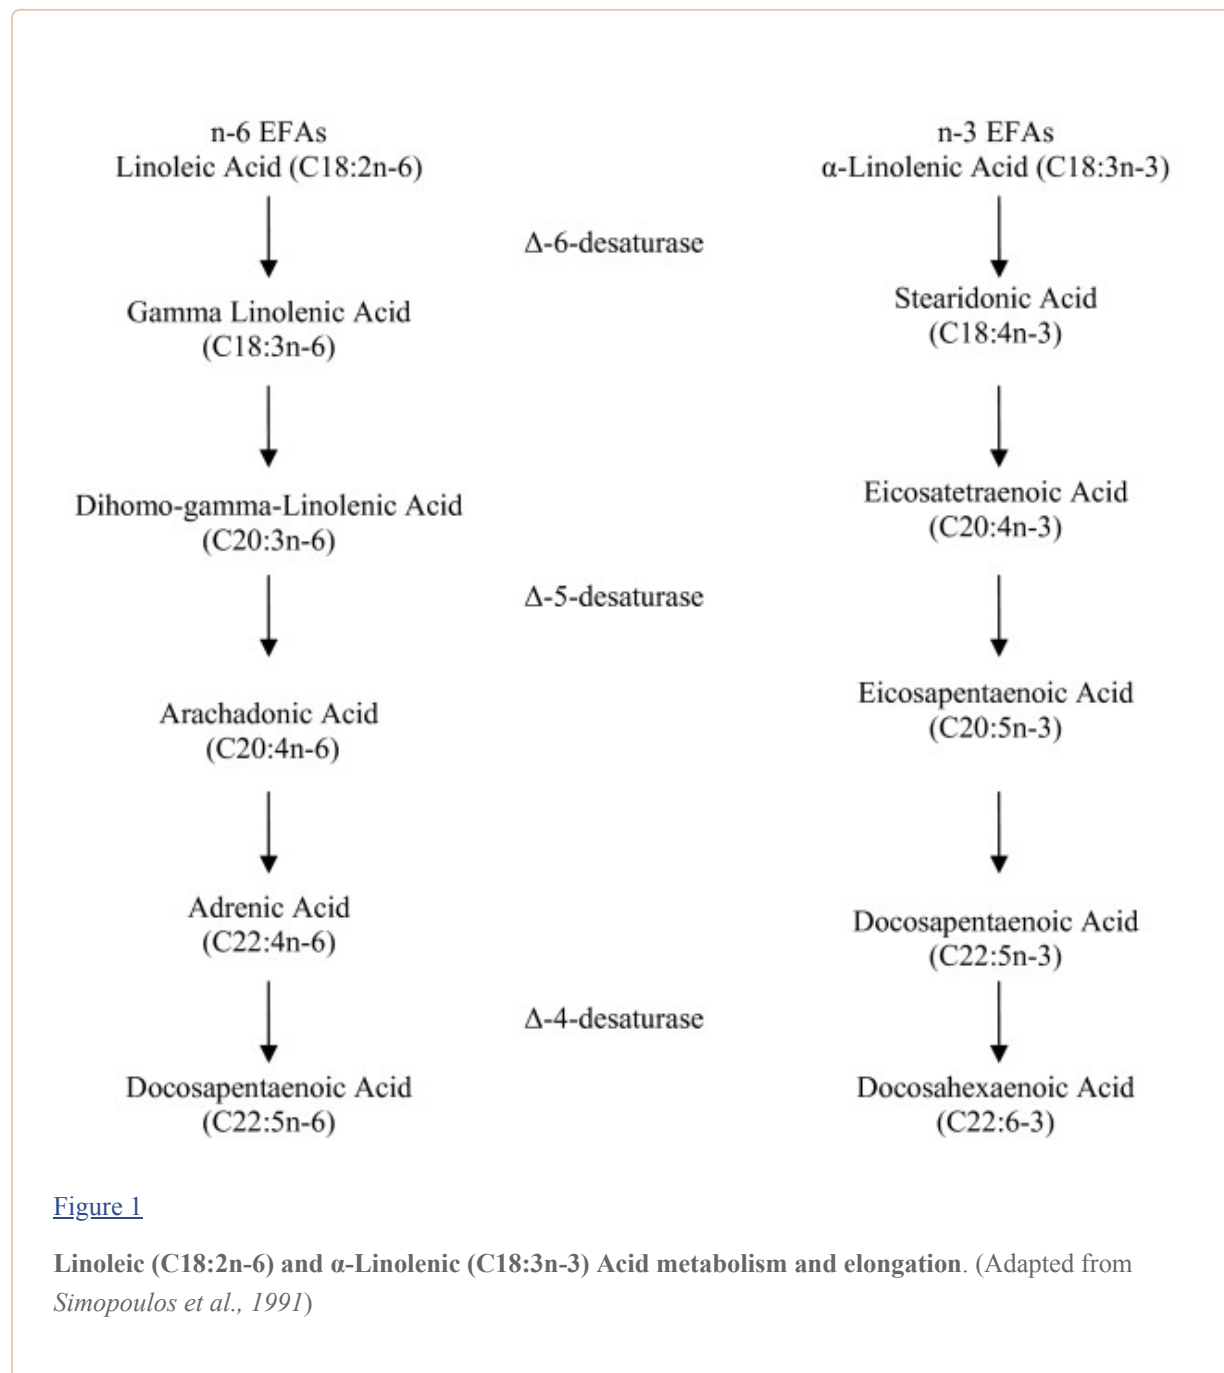 n-6 EFAs
Linoleic Acid (C18:2n-6)
n-3 EFAs
α-Linolenic Acid (C18:3n-3)
Δ-6-desaturase
Gamma Linolenic Acid
(C18:3n-6)
Stearidonic Acid
(C18:4n-3)
Dihomo-gamma-Linolenic Acid
(C20:3n-6)
Eicosatetraenoic Acid
(C20:4n-3)
Δ-5-desaturase
Arachadonic Acid
(C20:4n-6)
Eicosapentaenoic Acid
(C20:5n-3)
Adrenic Acid
(C22:4n-6)
Docosapentaenoic Acid
(C22:5n-3)
Δ-4-desaturase
Docosapentaenoic Acid
(C22:5n-6)
Docosahexaenoic Acid
(C22:6-3)
Figure 1
Linoleic (C18:2n-6) and α-Linolenic (C18:3n-3) Acid metabolism and elongation. (Adapted from
Simopoulos et al., 1991)